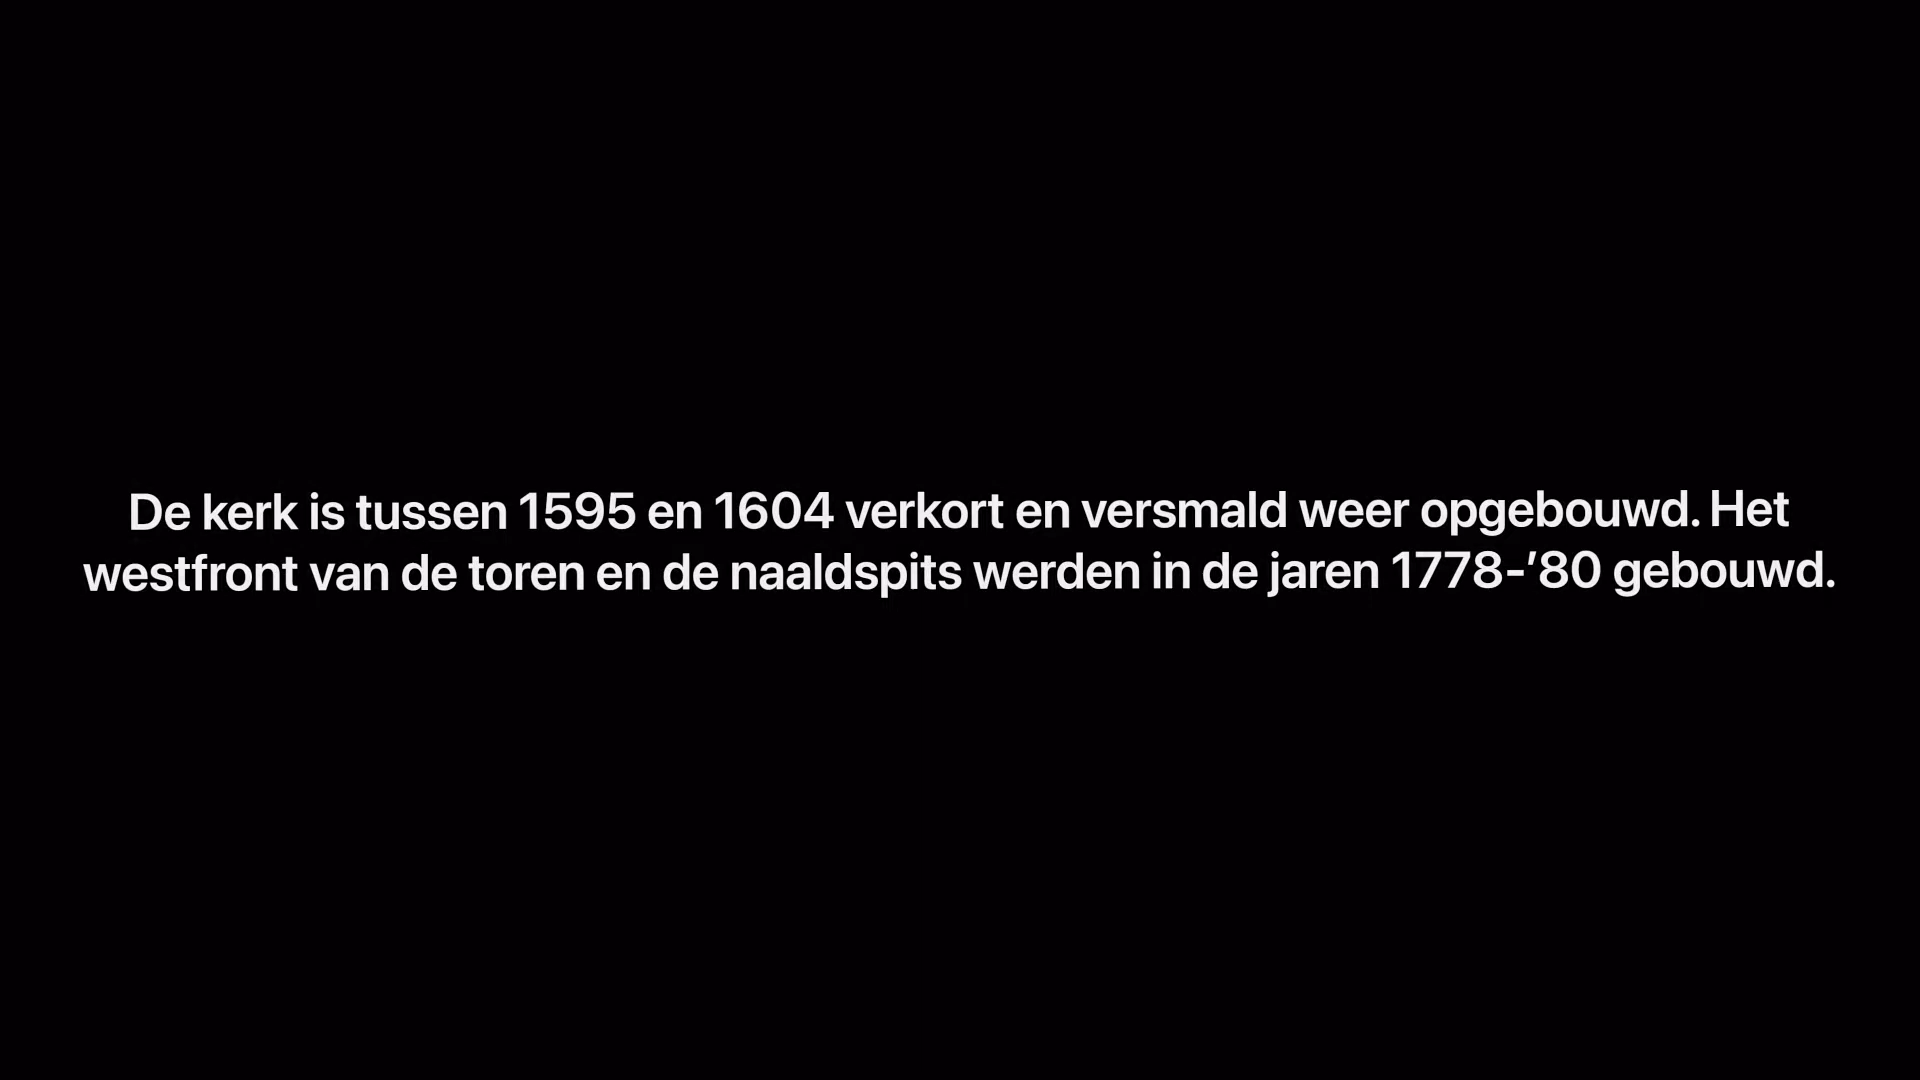 De kerk is tussen 1595 en 1604 verkort en versmald weer opgebouwd. Het
westfront van de toren en de naaldspits werden in de jaren 1778-'80 gebouwd.